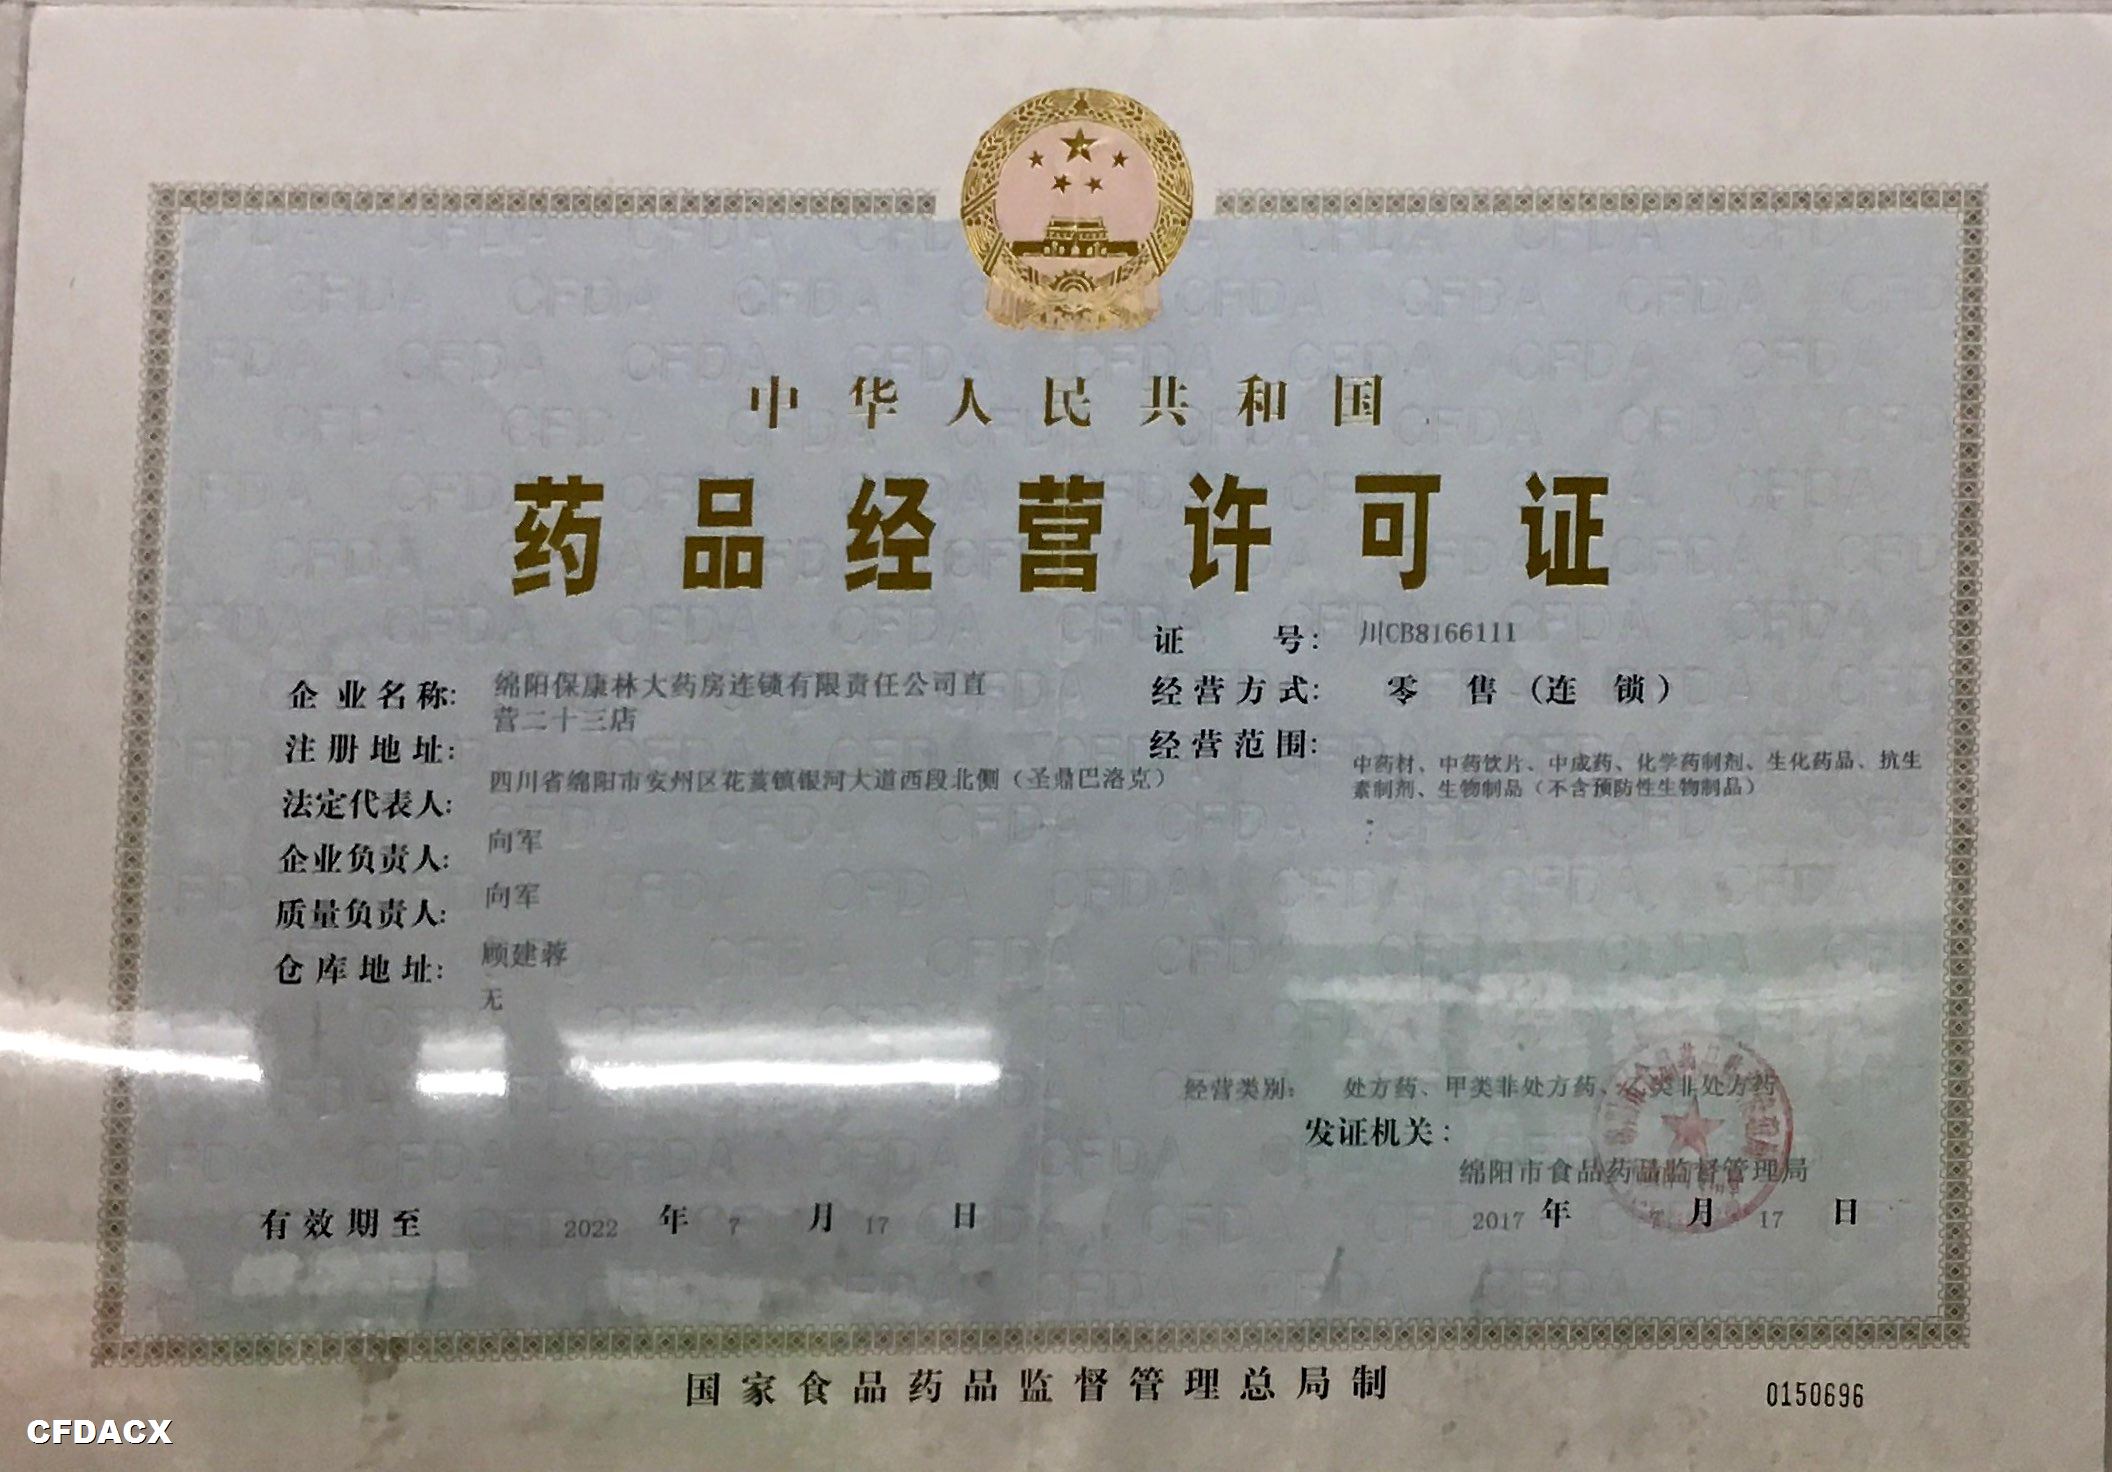 中华人民共和国
药品经营许可证
证号： 川CB8166111
企业名称： 绵阳保康林大药房连锁有限责任公司直
营二十三店
经营方式： 零售（连锁）
注册地址： 四川省绵阳市安州区花荄镇银河大道西段北侧（圣鼎巴洛克）
经营范围： 中药材、中药饮片、中成药、化学药制剂、生化药品、抗生
素制剂、生物制品（不含预防性生物制品）
法定代表人： 向军
企业负责人： 向军
质量负责人： 顾建蓉
仓库地址： 无
经营类别： 处方药、甲类非处方药、乙类非处方药
发证机关：
绵阳市食品药品监督管理局
有效期至 2022 年 7 月 17 日
2017 年 7 月 17 日
国家食品药品监督管理总局制
0150696
CFDACX